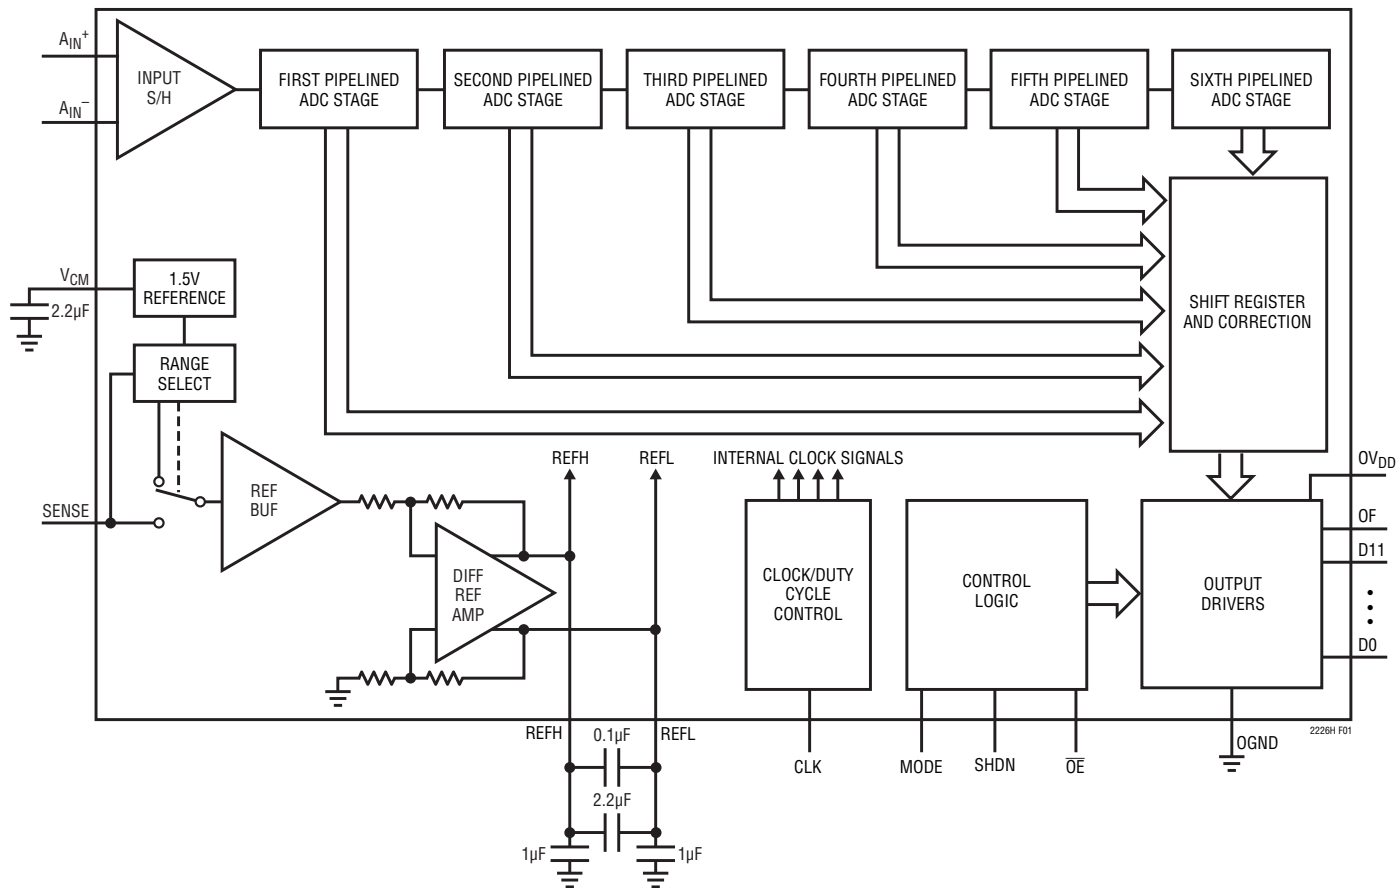 AIN+
INPUT
S/H
AIN–
FIRST PIPELINED
ADC STAGE
SECOND PIPELINED
ADC STAGE
THIRD PIPELINED
ADC STAGE
FOURTH PIPELINED
ADC STAGE
FIFTH PIPELINED
ADC STAGE
SIXTH PIPELINED
ADC STAGE
SHIFT REGISTER
AND CORRECTION
VCM
2.2µF
1.5V
REFERENCE
RANGE
SELECT
SENSE
REF
BUF
DIFF
REF
AMP
REFH
REFL
INTERNAL CLOCK SIGNALS
CLOCK/DUTY
CYCLE
CONTROL
CONTROL
LOGIC
OUTPUT
DRIVERS
OVDD
OF
D11
D0
REFH
0.1µF
REFL
2.2µF
1µF
1µF
CLK
MODE
SHDN
O̅E̅
OGND
2226H F01